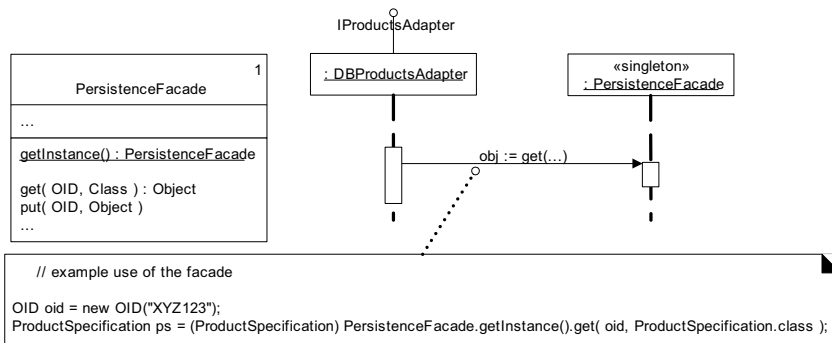 IProductsAdapter
1
PersistenceFacade
...
getInstance() : PersistenceFacade
get( OID, Class ) : Object
put( OID, Object )
...
: DBProductsAdapter
«singleton»
: PersistenceFacade
obj := get(...)
// example use of the facade
OID oid = new OID("XYZ123");
ProductSpecification ps = (ProductSpecification) PersistenceFacade.getInstance().get( oid, ProductSpecification.class );